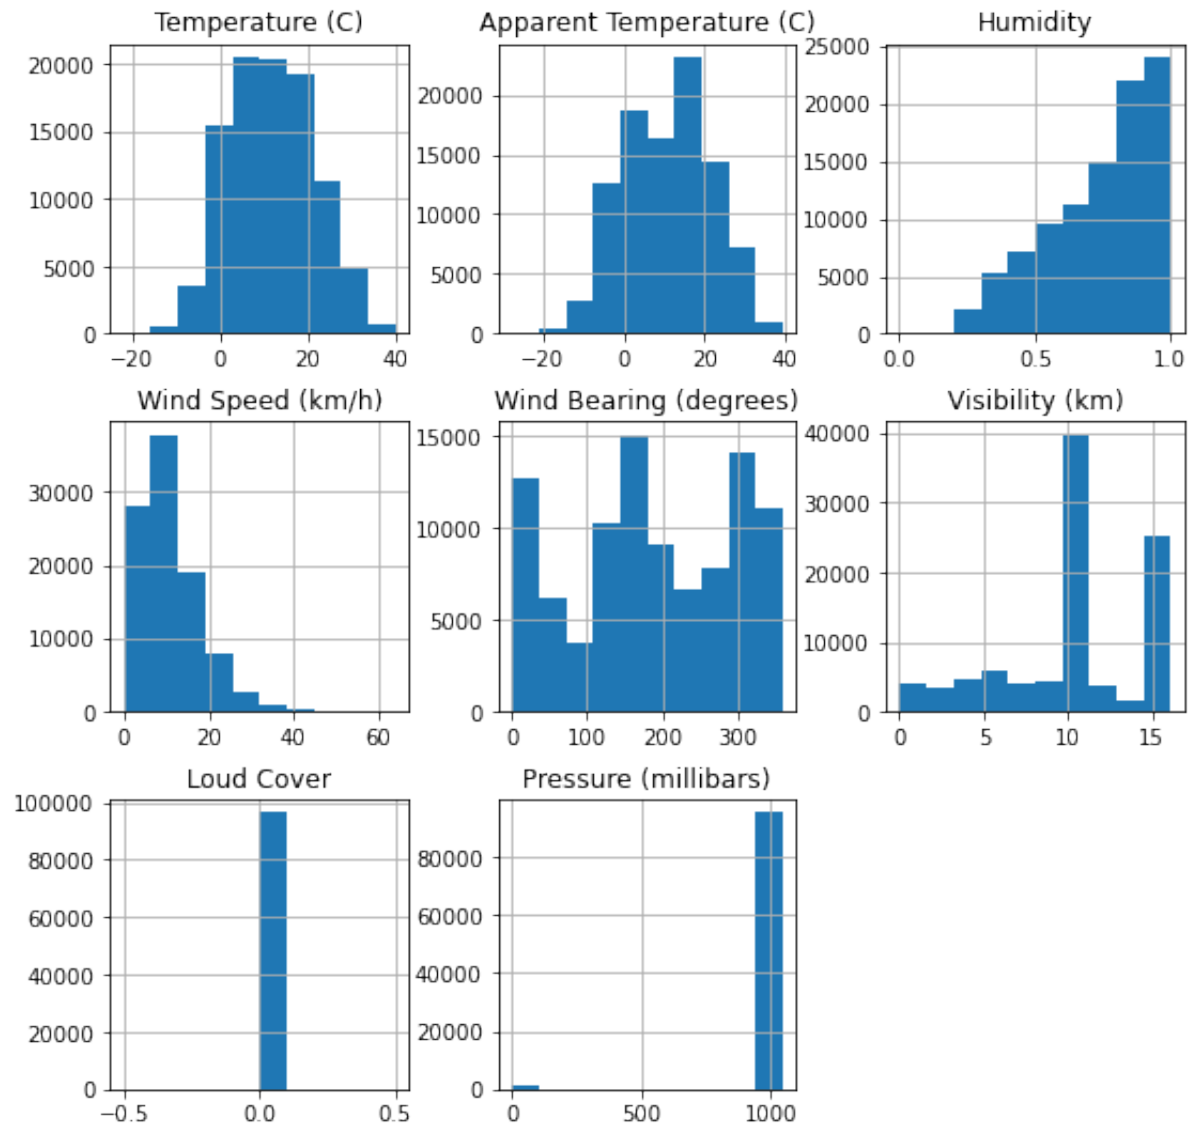 Temperature (C)
20000
15000
10000
5000
0
−20 0 20 40
Apparent Temperature (C)
20000
15000
10000
5000
0
−20 0 20 40
Humidity
25000
20000
15000
10000
5000
0
0.0 0.5 1.0
Wind Speed (km/h)
30000
20000
10000
0
0 20 40 60
Wind Bearing (degrees)
15000
10000
5000
0
0 100 200 300
Visibility (km)
40000
30000
20000
10000
0
0 5 10 15
Loud Cover
100000
80000
60000
40000
20000
0
−0.5 0.0 0.5
Pressure (millibars)
80000
60000
40000
20000
0
0 500 1000